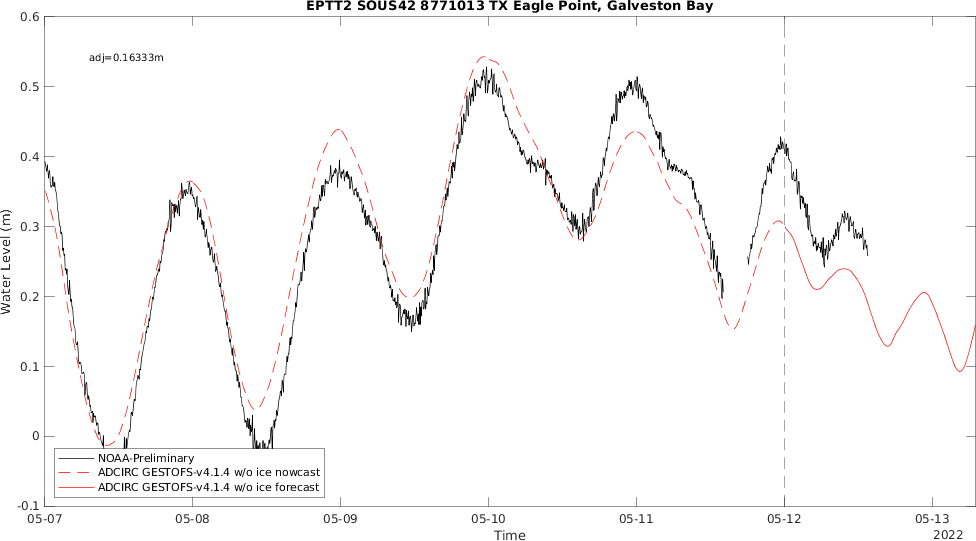 EPTT2 SOUS42 8771013 TX Eagle Point, Galveston Bay
adj=0.16333m
0.6
0.5
0.4
0.3
0.2
0.1
0
-0.1
Water Level (m)
NOAA-Preliminary
ADCIRC GESTOFS-v4.1.4 w/o ice nowcast
ADCIRC GESTOFS-v4.1.4 w/o ice forecast
05-07 05-08 05-09 05-10 05-11 05-12 05-13
Time
2022